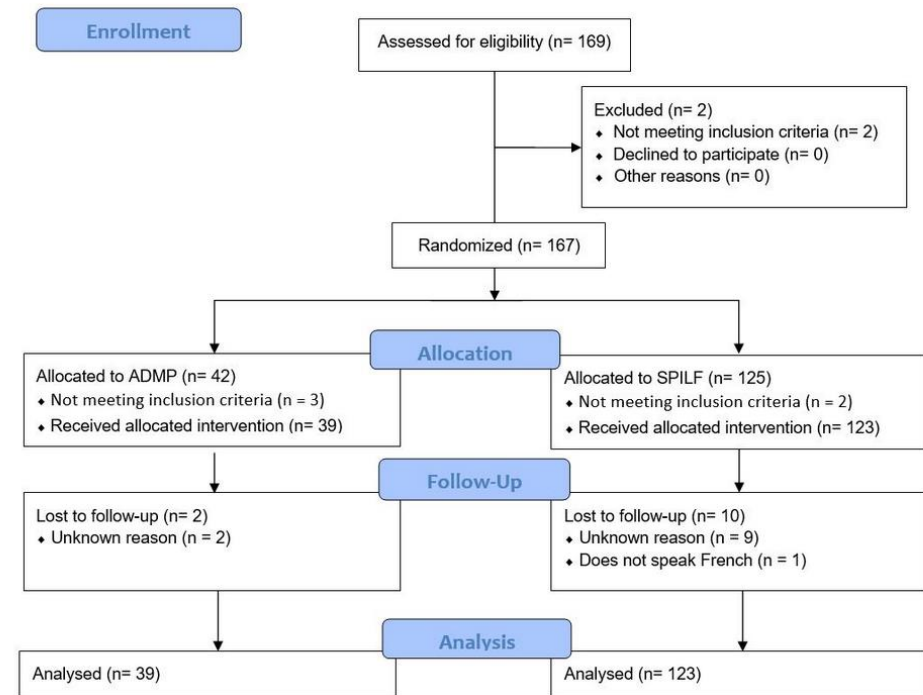 Enrollment
Assessed for eligibility (n= 169)
Excluded (n= 2)
⬧ Not meeting inclusion criteria (n= 2)
⬧ Declined to participate (n= 0)
⬧ Other reasons (n= 0)
Randomized (n= 167)
Allocation
Allocated to ADMP (n= 42)
⬧ Not meeting inclusion criteria (n = 3)
⬧ Received allocated intervention (n= 39)
Allocated to SPILF (n= 125)
⬧ Not meeting inclusion criteria (n = 2)
⬧ Received allocated intervention (n= 123)
Follow-Up
Lost to follow-up (n= 2)
⬧ Unknown reason (n = 2)
Lost to follow-up (n= 10)
⬧ Unknown reason (n = 9)
⬧ Does not speak French (n = 1)
Analysis
Analysed (n= 39)
Analysed (n= 123)